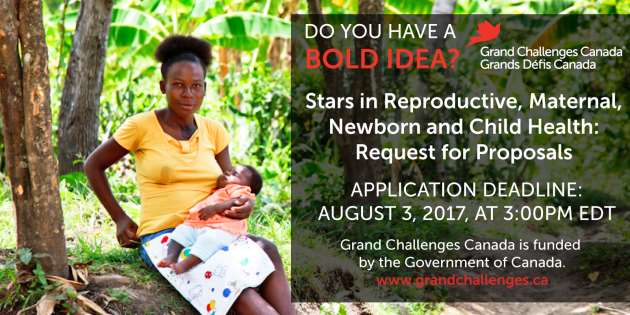 DO YOU HAVE A
BOLD IDEA?
Grand Challenges Canada
Grands Défis Canada
Stars in Reproductive, Maternal,
Newborn and Child Health:
Request for Proposals
APPLICATION DEADLINE:
AUGUST 3, 2017, AT 3:00PM EDT
Grand Challenges Canada is funded
by the Government of Canada.
www.grandchallenges.ca